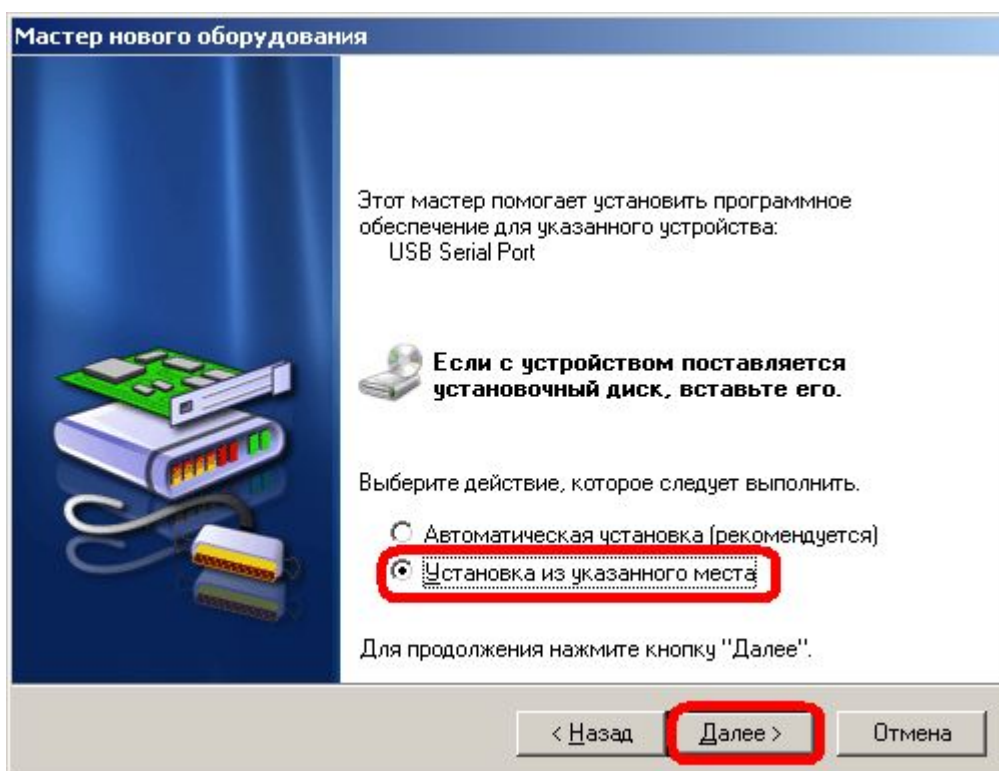 Мастер нового оборудования
Этот мастер помогает установить программное
обеспечение для указанного устройства:
USB Serial Port
Если с устройством поставляется
установочный диск, вставьте его.
Выберите действие, которое следует выполнить.
Автоматическая установка (рекомендуется)
Установка из указанного места
Для продолжения нажмите кнопку "Далее".
< Назад Далее > Отмена